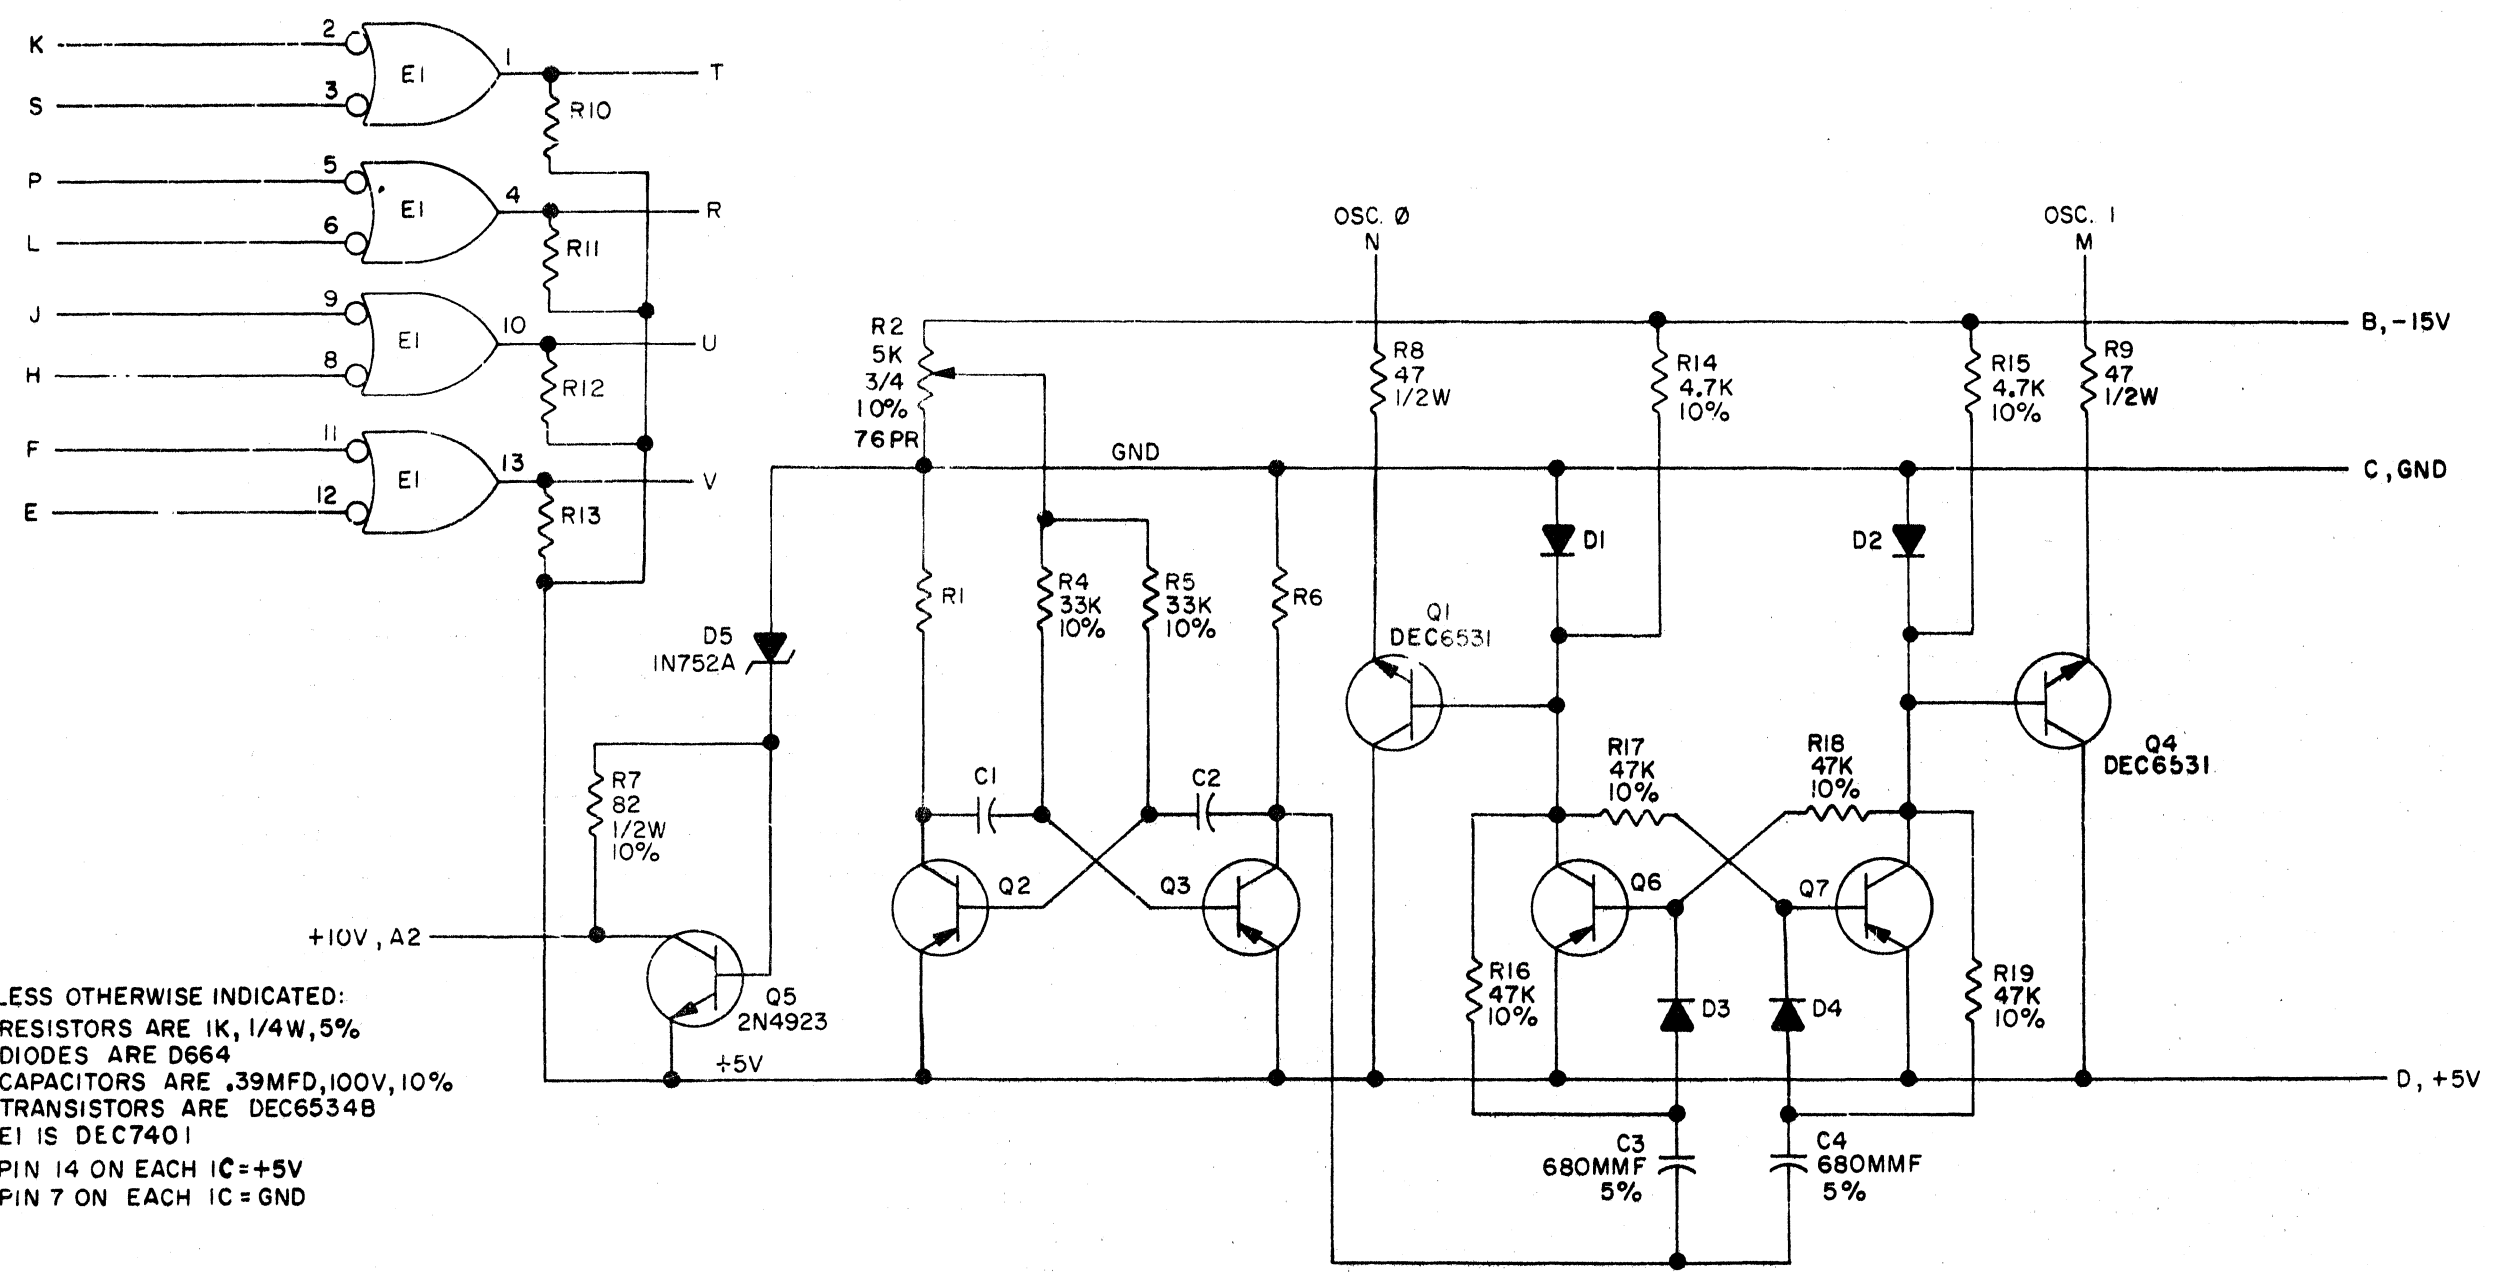 K
2
E1
1
T
S
3
R10
P
5
E1
4
R
L
6
R11
J
9
E1
10
U
H
8
R12
F
11
E1
13
V
E
12
R13
OSC. Ø
N
OSC. 1
M
B, -15V
R2
5K
3/4
10%
76PR
R8
47
1/2W
R14
4.7K
10%
R15
4.7K
10%
R9
47
1/2W
GND
C, GND
D1
D2
R1
R4
33K
10%
R5
33K
10%
R6
D5
1N752A
Q1
DEC6531
Q4
DEC6531
R7
82
1/2W
10%
C1
C2
R17
47K
10%
R18
47K
10%
Q2
Q3
Q6
Q7
+10V, A2
Q5
2N4923
R16
47K
10%
D3
D4
R19
47K
10%
+5V
D, +5V
C3
680MMF
5%
C4
680MMF
5%
LESS OTHERWISE INDICATED:
RESISTORS ARE 1K, 1/4W, 5%
DIODES ARE D664
CAPACITORS ARE .39MFD, 100V, 10%
TRANSISTORS ARE DEC6534B
E1 IS DEC7401
PIN 14 ON EACH IC=+5V
PIN 7 ON EACH IC=GND